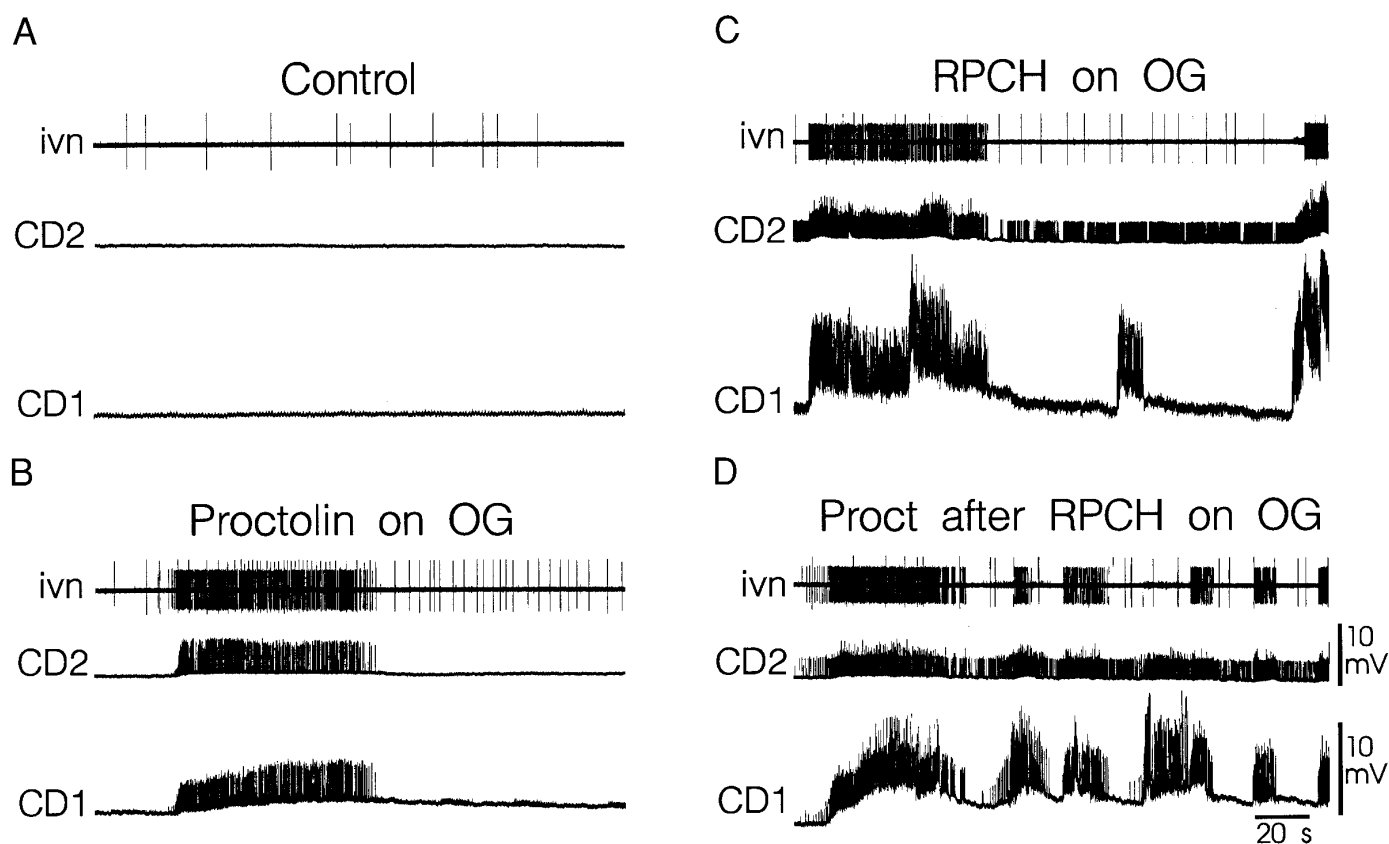 A
Control
ivn
CD2
CD1
B
Proctolin on OG
ivn
CD2
CD1
C
RPCH on OG
ivn
CD2
CD1
D
Proct after RPCH on OG
ivn
CD2
10
mV
CD1
10
mV
20 s